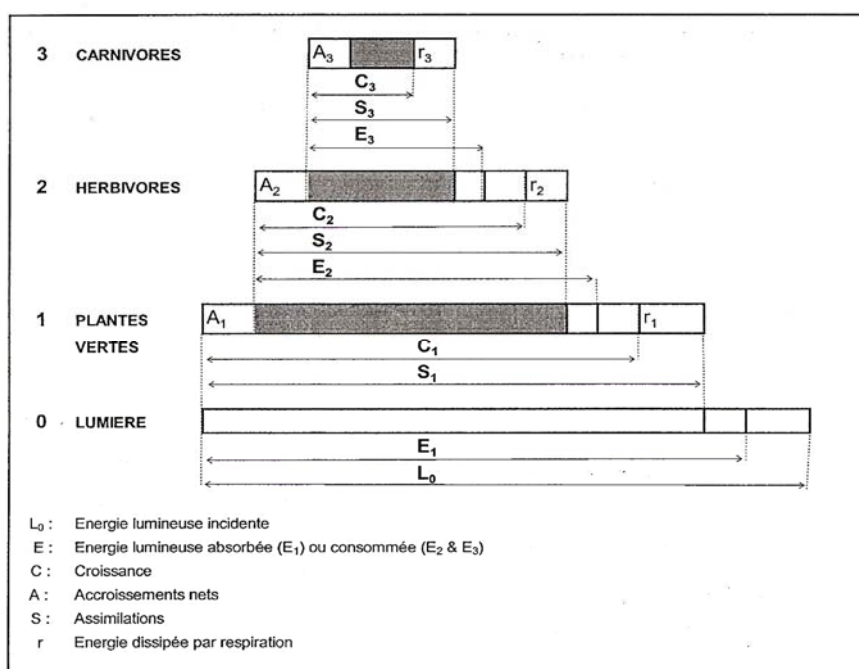 3 CARNIVORES A₃ r₃
C₃
S₃
E₃
2 HERBIVORES A₂ r₂
C₂
S₂
E₂
1 PLANTES A₁ r₁
VERTES C₁
S₁
0 LUMIERE
E₁
L₀
L₀ : Energie lumineuse incidente
E : Energie lumineuse absorbée (E₁) ou consommée (E₂ & E₃)
C : Croissance
A : Accroissements nets
S : Assimilations
r Energie dissipée par respiration